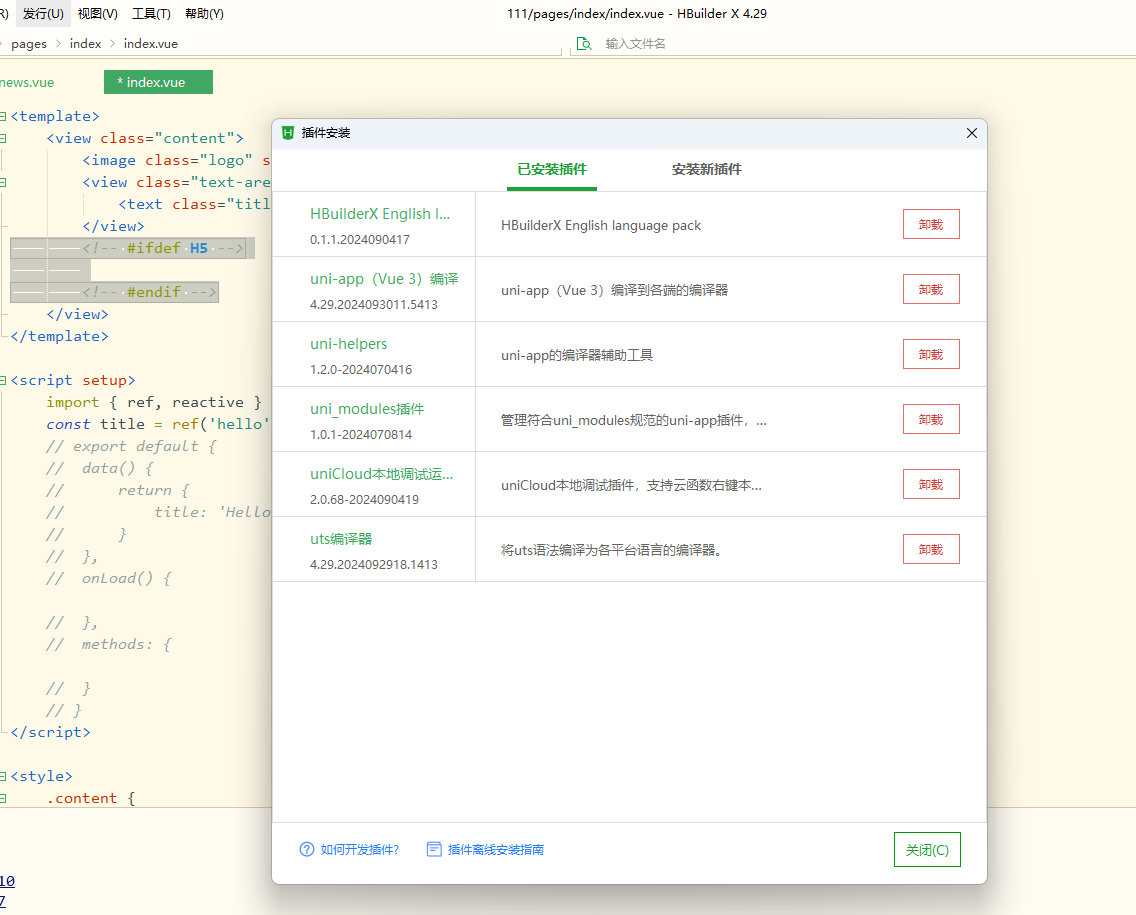 R) 发行(U) 视图(V) 工具(T) 帮助(Y) 111/pages/index/index.vue - HBuilder X 4.29
pages index index.vue 输入文件名
news.vue * index.vue
<template>
<view class="content">
<image class="logo" s
<view class="text-are
<text class="titl
</view>
<!-- #ifdef H5 -->
<!-- #endif -->
</view>
</template>
<script setup>
import { ref, reactive }
const title = ref('hello'
// export default {
// data() {
// return {
// title: 'Hello
// }
// },
// onLoad() {
// },
// methods: {
// }
// }
</script>
<style>
.content {
10
7
插件安装
已安装插件 安装新插件
HBuilderX English l...
0.1.1.2024090417
HBuilderX English language pack
卸载
uni-app（Vue 3）编译
4.29.2024093011.5413
uni-app（Vue 3）编译到各端的编译器
卸载
uni-helpers
1.2.0-2024070416
uni-app的编译器辅助工具
卸载
uni_modules插件
1.0.1-2024070814
管理符合uni_modules规范的uni-app插件，...
卸载
uniCloud本地调试运...
2.0.68-2024090419
uniCloud本地调试插件，支持云函数右键本...
卸载
uts编译器
4.29.2024092918.1413
将uts语法编译为各平台语言的编译器。
卸载
如何开发插件? 插件离线安装指南 关闭(C)